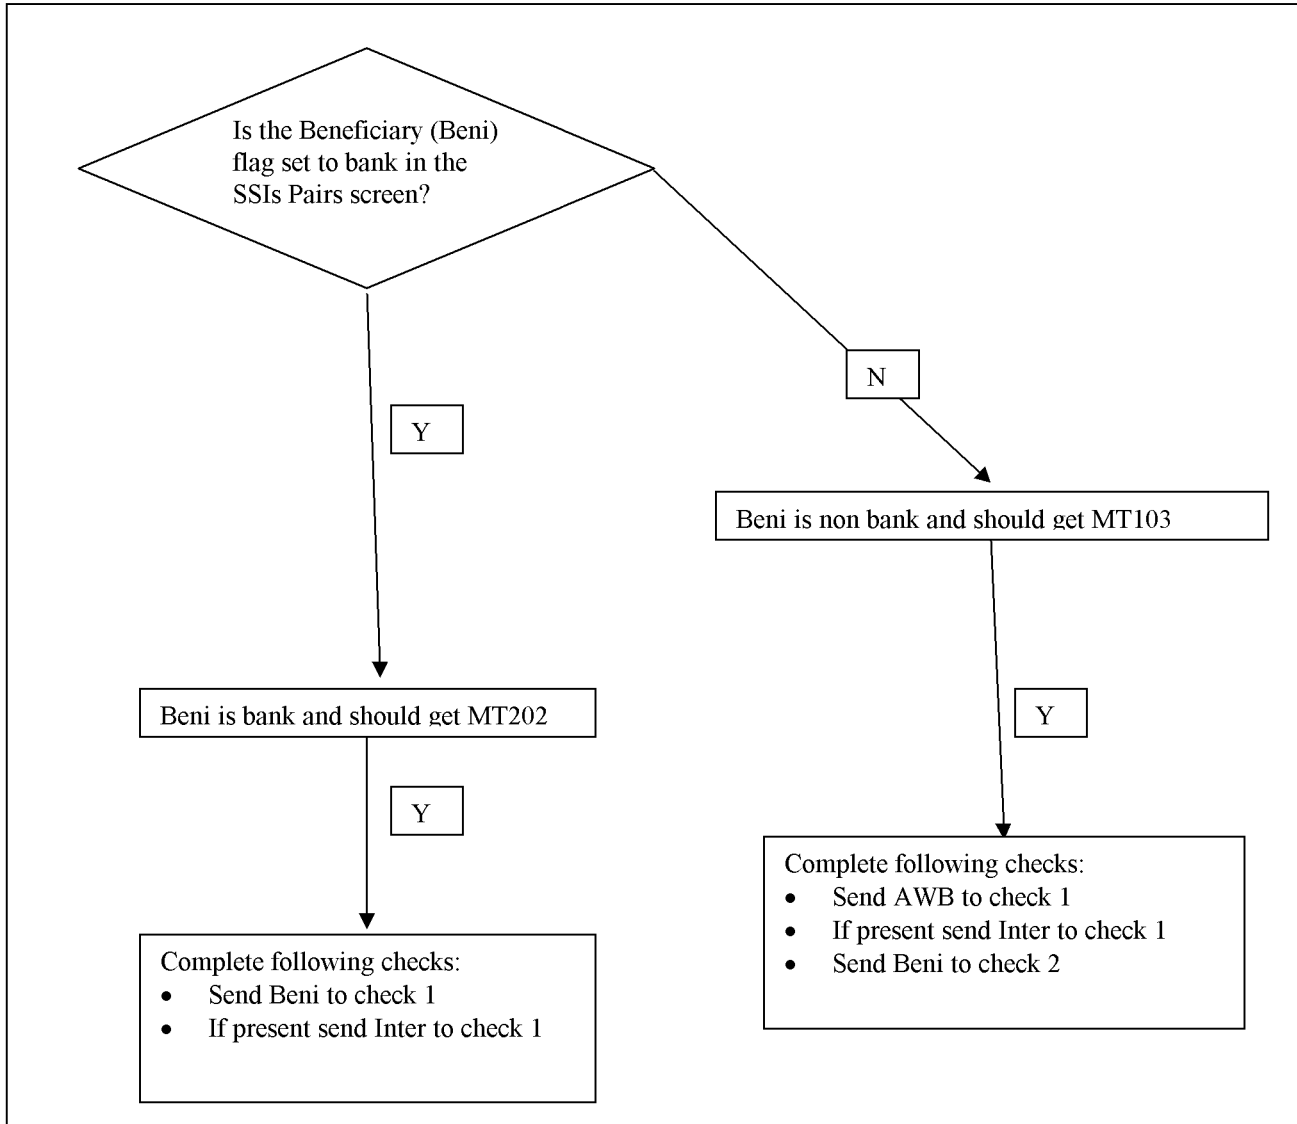 Is the Beneficiary (Beni)
flag set to bank in the
SSIs Pairs screen?
N
Y
Beni is non bank and should get MT103
Beni is bank and should get MT202
Y
Y
Complete following checks:
• Send AWB to check 1
• If present send Inter to check 1
• Send Beni to check 2
Complete following checks:
• Send Beni to check 1
• If present send Inter to check 1